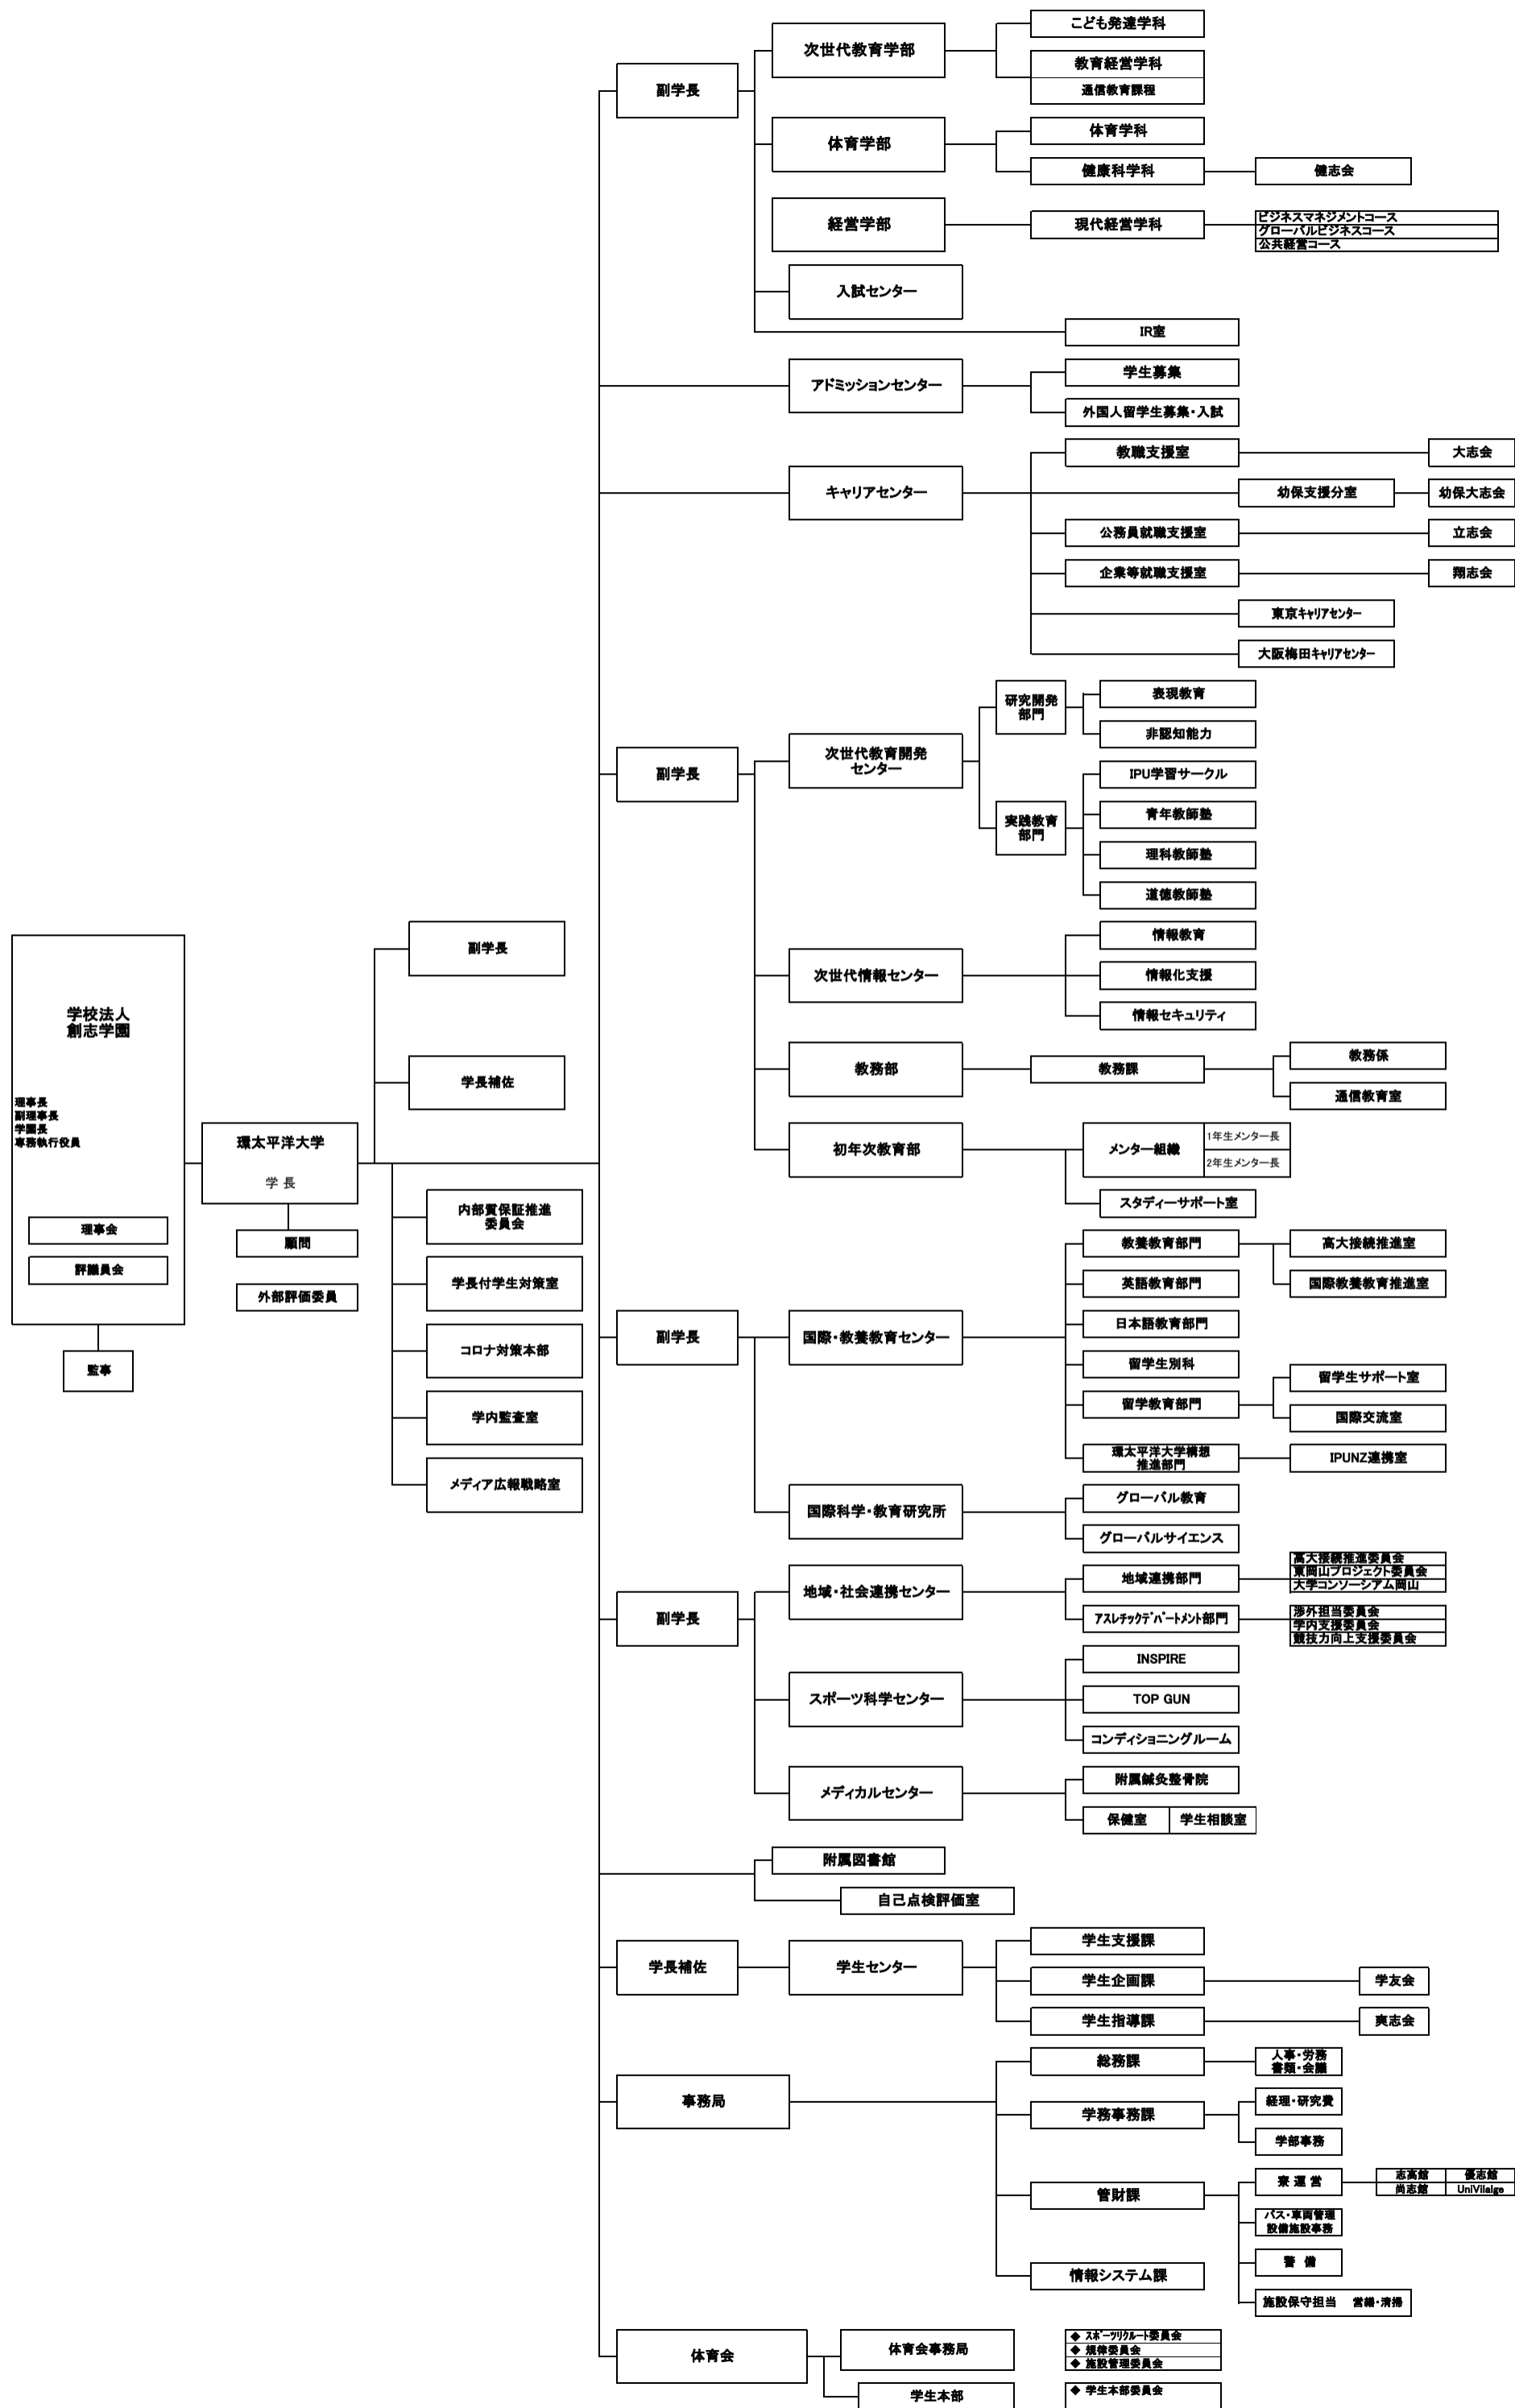 こども発達学科
次世代教育学部
教育経営学科
通信教育課程
副学長
体育学部
体育学科
健康科学科
健志会
経営学部
現代経営学科
ビジネスマネジメントコース
グローバルビジネスコース
公共経営コース
入試センター
IR室
アドミッションセンター
学生募集
外国人留学生募集・入試
キャリアセンター
教職支援室
大志会
幼保支援分室
幼保大志会
公務員就職支援室
立志会
企業等就職支援室
翔志会
東京キャリアセンター
大阪梅田キャリアセンター
副学長
次世代教育開発
センター
研究開発
部門
表現教育
非認知能力
実践教育
部門
IPU学習サークル
青年教師塾
理科教師塾
道徳教師塾
次世代情報センター
情報教育
情報化支援
情報セキュリティ
教務部
教務課
教務係
通信教育室
初年次教育部
メンター組織
1年生メンター長
2年生メンター長
スタディーサポート室
学校法人
創志学園
理事長
副理事長
学園長
専務執行役員
理事会
評議員会
監事
環太平洋大学
学 長
顧問
外部評価委員
副学長
学長補佐
内部質保証推進
委員会
学長付学生対策室
コロナ対策本部
学内監査室
メディア広報戦略室
副学長
国際・教養教育センター
教養教育部門
高大接続推進室
国際教養教育推進室
英語教育部門
日本語教育部門
留学生別科
留学教育部門
留学生サポート室
国際交流室
環太平洋大学構想
推進部門
IPUNZ連携室
国際科学・教育研究所
グローバル教育
グローバルサイエンス
副学長
地域・社会連携センター
地域連携部門
高大接続推進委員会
東岡山プロジェクト委員会
大学コンソーシアム岡山
アスレチックデパートメント部門
渉外担当委員会
学内支援委員会
競技力向上支援委員会
スポーツ科学センター
INSPIRE
TOP GUN
コンディショニングルーム
メディカルセンター
附属鍼灸整骨院
保健室
学生相談室
附属図書館
自己点検評価室
学長補佐
学生センター
学生支援課
学生企画課
学友会
学生指導課
爽志会
事務局
総務課
人事・労務
書類・会議
学務事務課
経理・研究費
学部事務
管財課
寮 運 営
志高館
優志館
尚志館
UniVilalge
バス・車両管理
設備施設事務
警 備
施設保守担当 営繕・清掃
情報システム課
体育会
体育会事務局
◆ スポーツリクルート委員会
◆ 規律委員会
◆ 施設管理委員会
学生本部
◆ 学生本部委員会